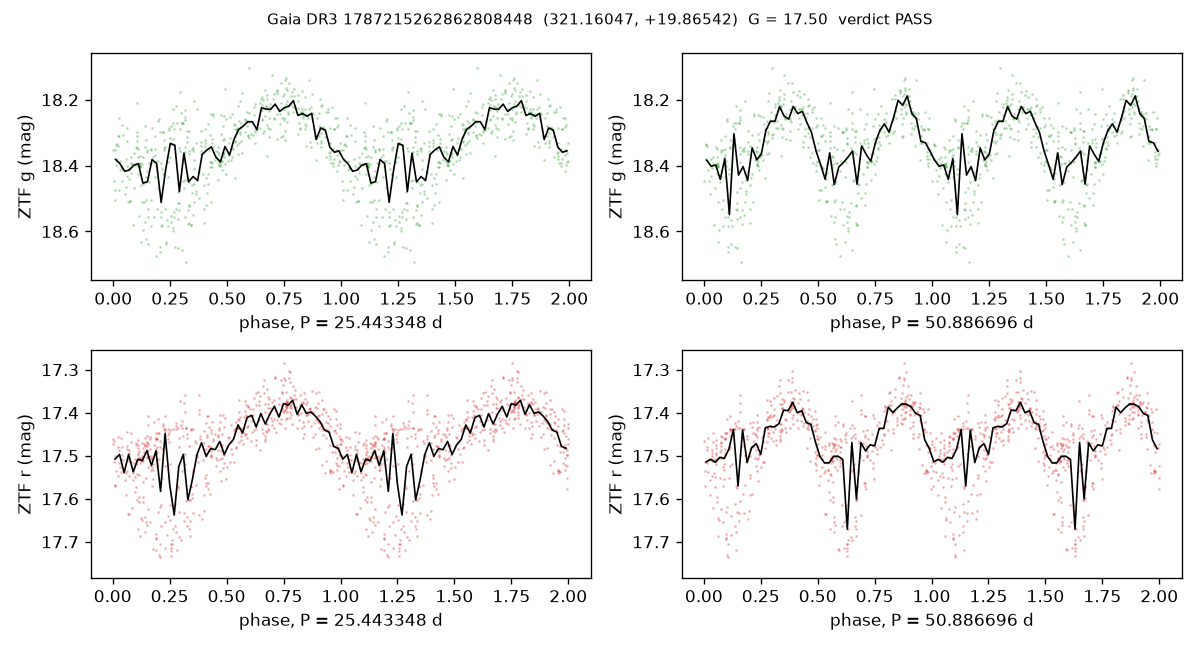 Gaia DR3 1787215262862808448  (321.16047, +19.86542)  G = 17.50  verdict PASS
ZTF g (mag)
18.2
18.4
18.6
0.00 0.25 0.50 0.75 1.00 1.25 1.50 1.75 2.00
phase, P = 25.443348 d
ZTF g (mag)
18.2
18.4
18.6
0.00 0.25 0.50 0.75 1.00 1.25 1.50 1.75 2.00
phase, P = 50.886696 d
ZTF r (mag)
17.3
17.4
17.5
17.6
17.7
0.00 0.25 0.50 0.75 1.00 1.25 1.50 1.75 2.00
phase, P = 25.443348 d
ZTF r (mag)
17.3
17.4
17.5
17.6
17.7
0.00 0.25 0.50 0.75 1.00 1.25 1.50 1.75 2.00
phase, P = 50.886696 d